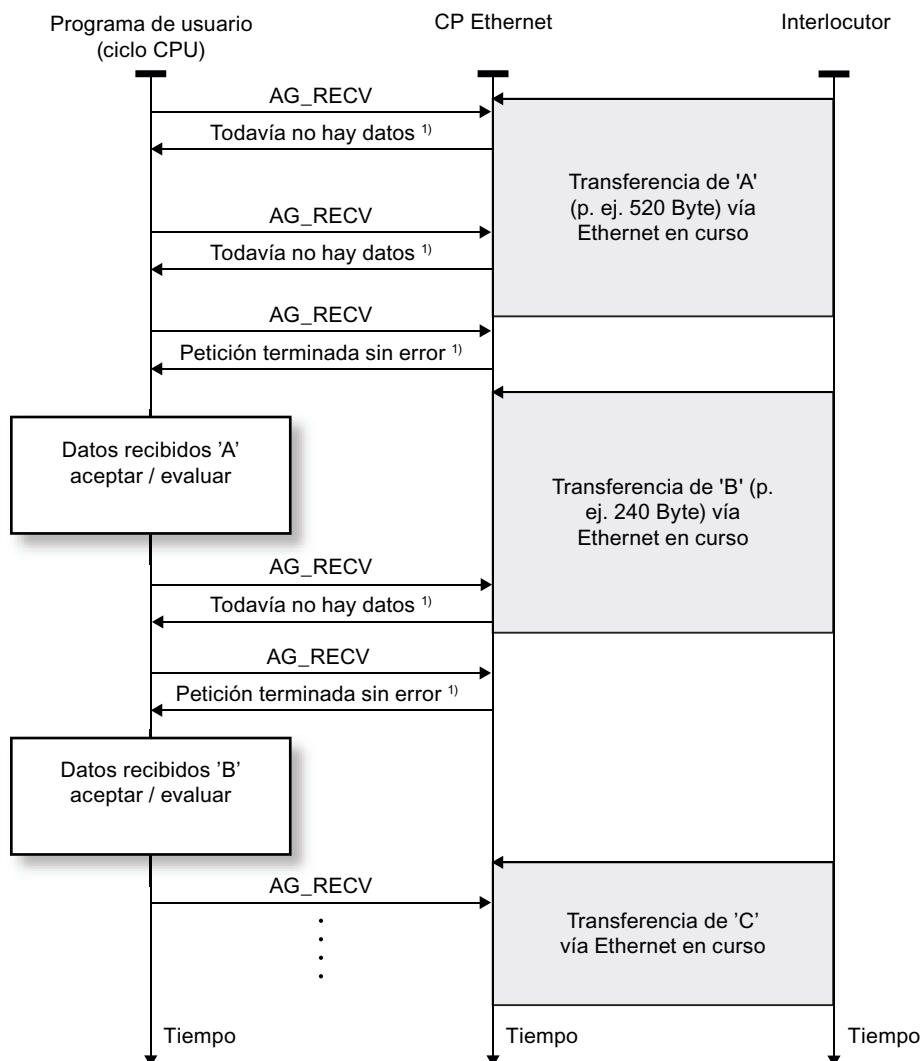 Programa de usuario
(ciclo CPU)
CP Ethernet
Interlocutor
AG_RECV
Todavía no hay datos 1)
Transferencia de 'A'
(p. ej. 520 Byte) vía
Ethernet en curso
AG_RECV
Todavía no hay datos 1)
AG_RECV
Petición terminada sin error 1)
Datos recibidos ’A’
aceptar / evaluar
Transferencia de 'B' (p.
ej. 240 Byte) vía
Ethernet en curso
AG_RECV
Todavía no hay datos 1)
AG_RECV
Petición terminada sin error 1)
Datos recibidos ’B’
aceptar / evaluar
AG_RECV
Transferencia de ’C’
vía Ethernet en curso
Tiempo
Tiempo
Tiempo